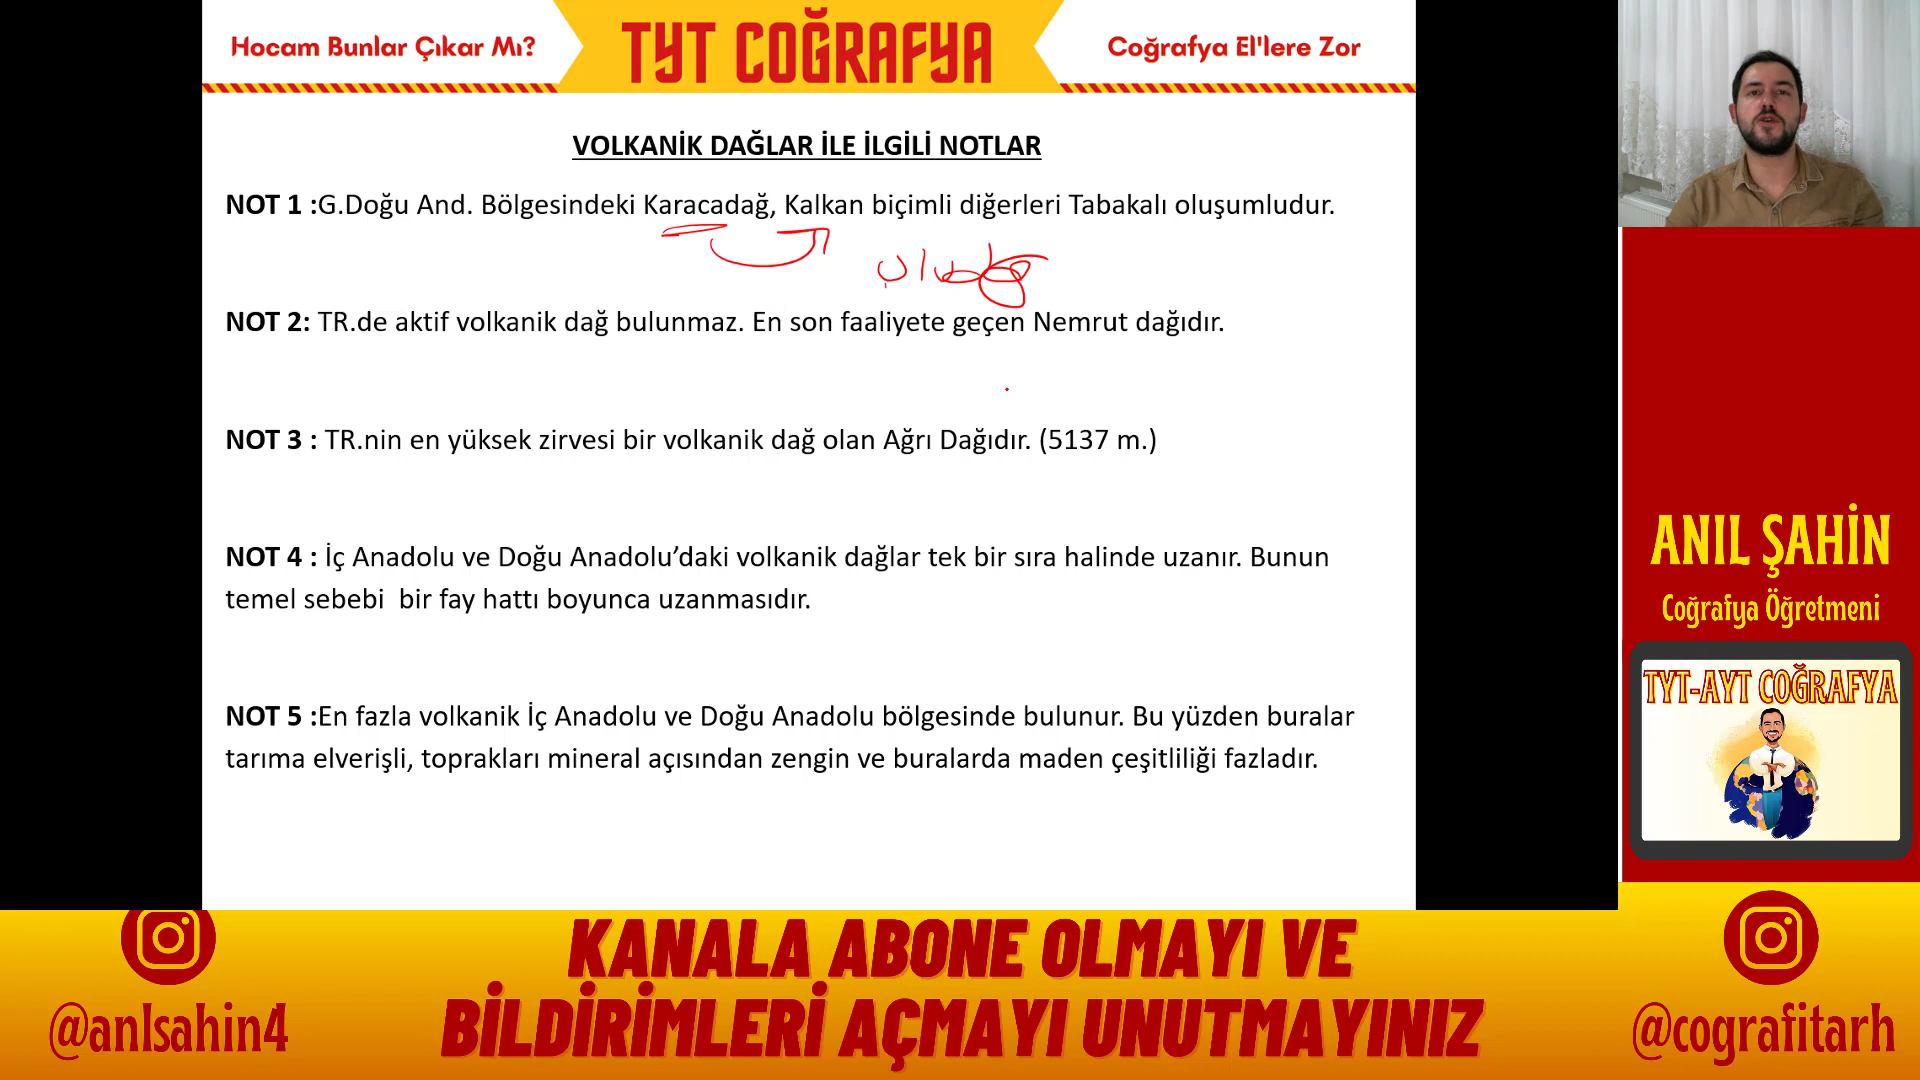 Hocam Bunlar Çıkar Mı?
TYT COĞRAFYA
Coğrafya El'lere Zor
VOLKANİK DAĞLAR İLE İLGİLİ NOTLAR
NOT 1 :G.Doğu And. Bölgesindeki Karacadağ, Kalkan biçimli diğerleri Tabakalı oluşumludur.
NOT 2: TR.de aktif volkanik dağ bulunmaz. En son faaliyete geçen Nemrut dağıdır.
NOT 3 : TR.nin en yüksek zirvesi bir volkanik dağ olan Ağrı Dağıdır. (5137 m.)
NOT 4 : İç Anadolu ve Doğu Anadolu’daki volkanik dağlar tek bir sıra halinde uzanır. Bunun
temel sebebi  bir fay hattı boyunca uzanmasıdır.
NOT 5 :En fazla volkanik İç Anadolu ve Doğu Anadolu bölgesinde bulunur. Bu yüzden buralar
tarıma elverişli, toprakları mineral açısından zengin ve buralarda maden çeşitliliği fazladır.
ANIL ŞAHİN
Coğrafya Öğretmeni
TYT-AYT COĞRAFYA
KANALA ABONE OLMAYI VE
BİLDİRİMLERİ AÇMAYI UNUTMAYINIZ
@anlsahin4
@cografitarh